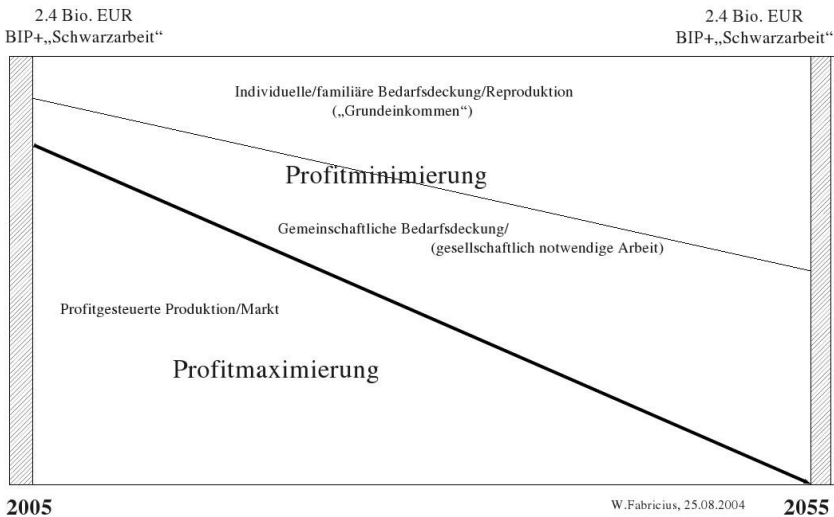 2.4 Bio. EUR
BIP+„Schwarzarbeit“
2.4 Bio. EUR
BIP+„Schwarzarbeit“
Individuelle/familiäre Bedarfsdeckung/Reproduktion
(„Grundeinkommen“)
Profitminimierung
Gemeinschaftliche Bedarfsdeckung/
(gesellschaftlich notwendige Arbeit)
Profitgesteuerte Produktion/Markt
Profitmaximierung
2005
W.Fabricius, 25.08.2004
2055